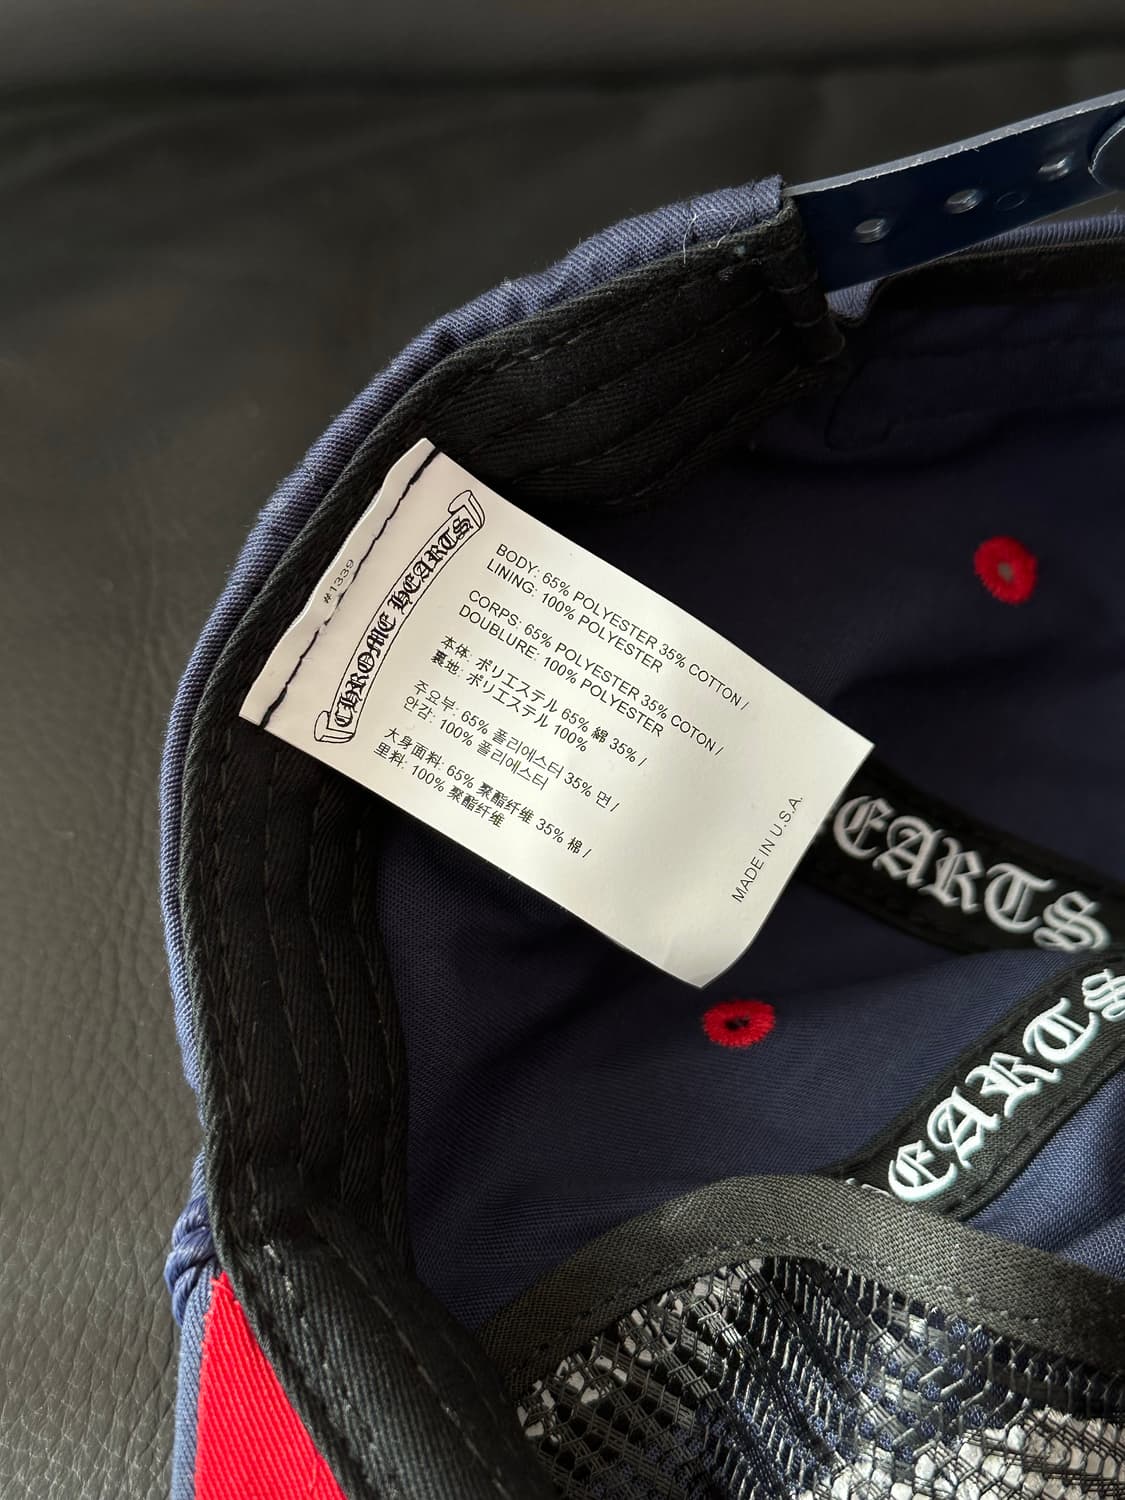 #1339
CHROME HEARTS
BODY: 65% POLYESTER 35% COTTON /
LINING: 100% POLYESTER
CORPS: 65% POLYESTER 35% COTON /
DOUBLURE: 100% POLYESTER
本体: ポリエステル 65% 綿 35% /
裏地: ポリエステル 100%
주요부: 65% 폴리에스터 35% 면 /
안감: 100% 폴리에스터
大身面料: 65% 聚酯纤维 35% 棉 /
里料: 100% 聚酯纤维
MADE IN U.S.A.
EARTS
EARTS